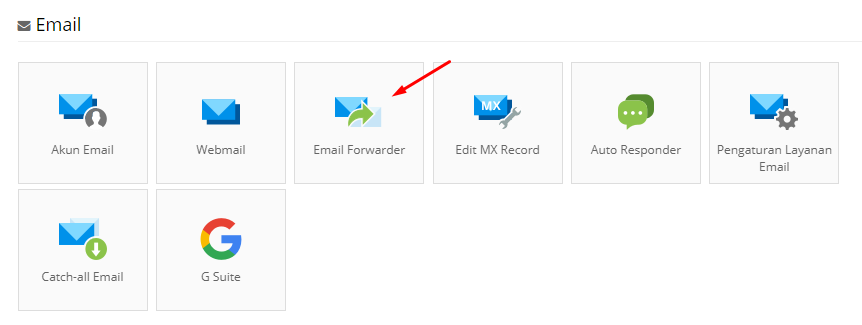 Email
Akun Email
Webmail
Email Forwarder
MX
Edit MX Record
Auto Responder
Pengaturan Layanan
Email
Catch-all Email
G Suite